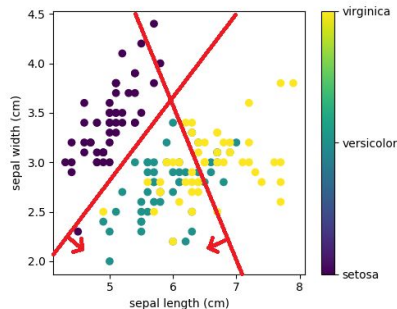 4.5
4.0
3.5
3.0
2.5
2.0
sepal width (cm)
5
6
7
8
sepal length (cm)
virginica
versicolor
setosa